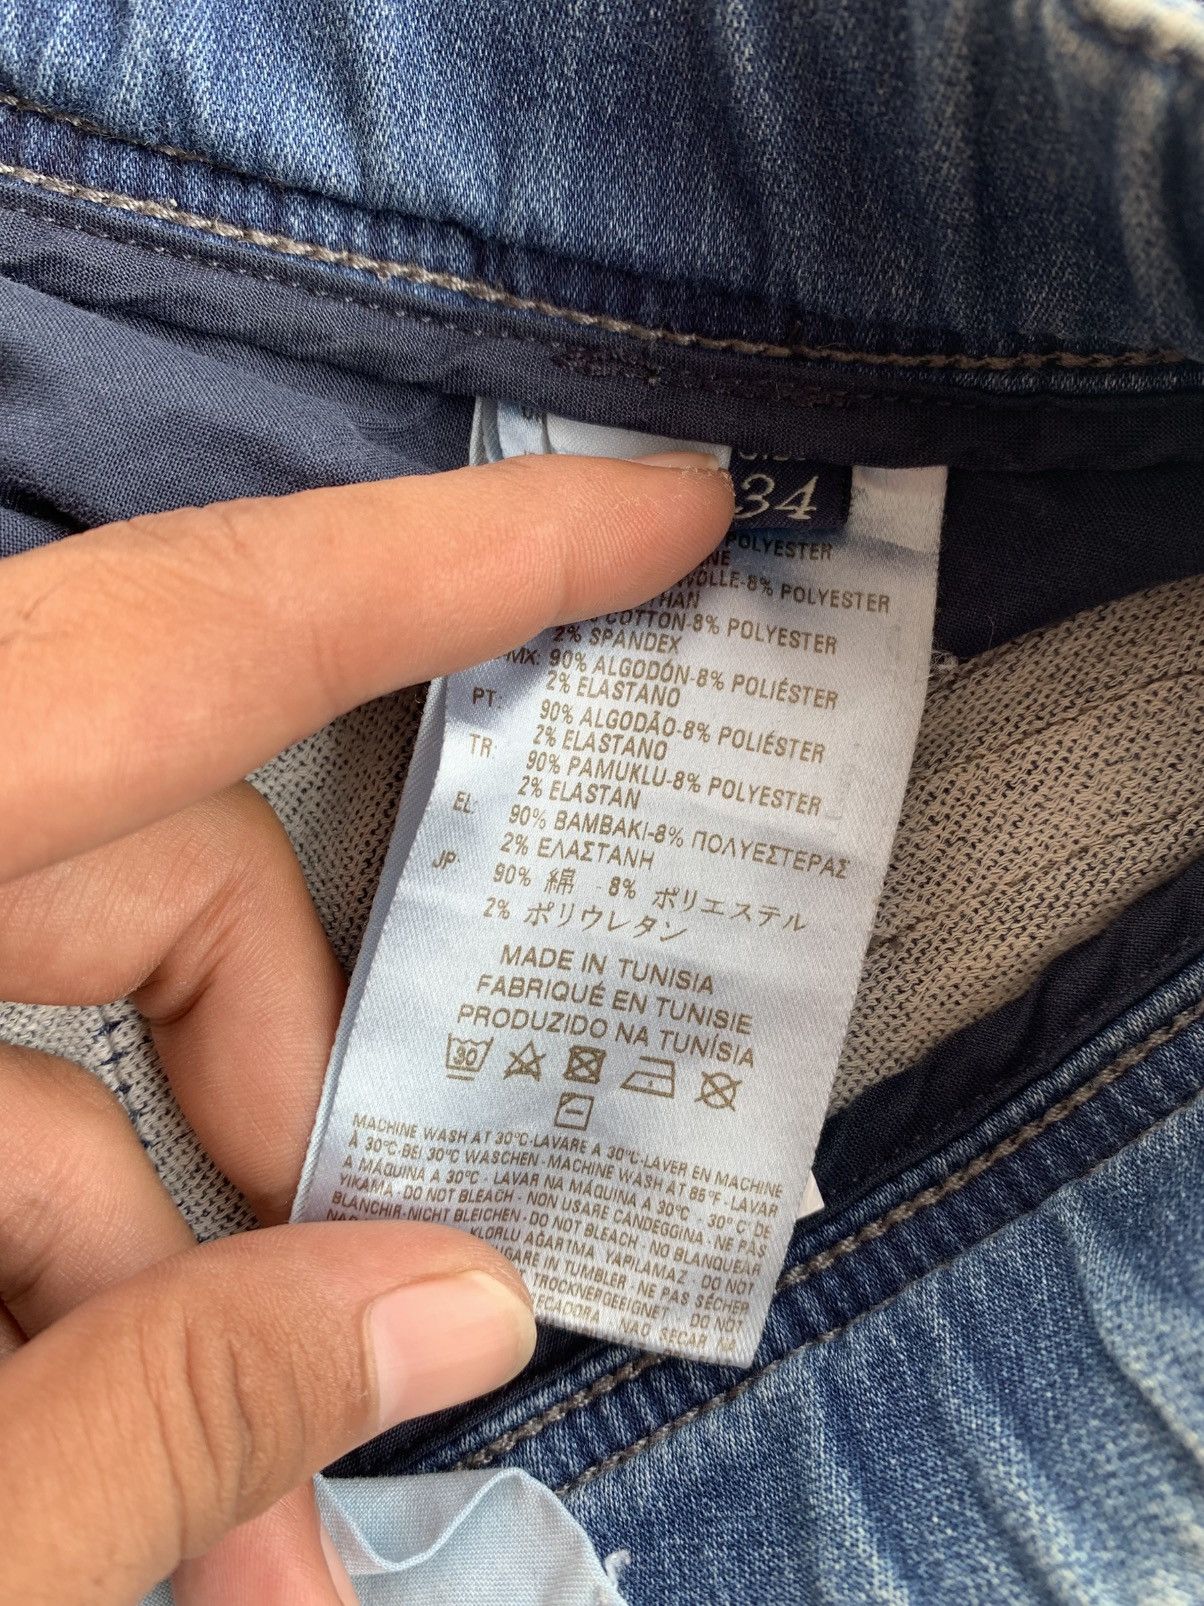 34
POLYESTER
WOLLE-8% POLYESTER
COTTON-8% POLYESTER
2% SPANDEX
MX: 90% ALGODÓN-8% POLIÉSTER
2% ELASTANO
PT: 90% ALGODÃO-8% POLIÉSTER
2% ELASTANO
TR: 90% PAMUKLU-8% POLYESTER
2% ELASTAN
EL: 90% BAMBAKI-8% ΠΟΛΥΕΣΤΕΡΑΣ
2% ΕΛΑΣΤΑΝΗ
JP: 90% 綿 - 8% ポリエステル
2% ポリウレタン
MADE IN TUNISIA
FABRIQUÉ EN TUNISIE
PRODUZIDO NA TUNÍSIA
30
MACHINE WASH AT 30°C-LAVARE A 30°C-LAVER EN MACHINE
À 30°C-BEI 30°C WASCHEN-MACHINE WASH AT 86°F-LAVAR
A MÁQUINA A 30°C - LAVAR NA MÁQUINA A 30°C - 30°C' DE
YIKAMA - DO NOT BLEACH - NON USARE CANDEGGINA - NE PAS
BLANCHIR-NICHT BLEICHEN - DO NOT BLEACH - NO BLANQUEAR
KLORLU AĞARTMA YAPILAMAZ - DO NOT
IN TUMBLER - NE PAS SÉCHER
TROCKNERGEEIGNET - DO NOT
NÃO SECAR NA